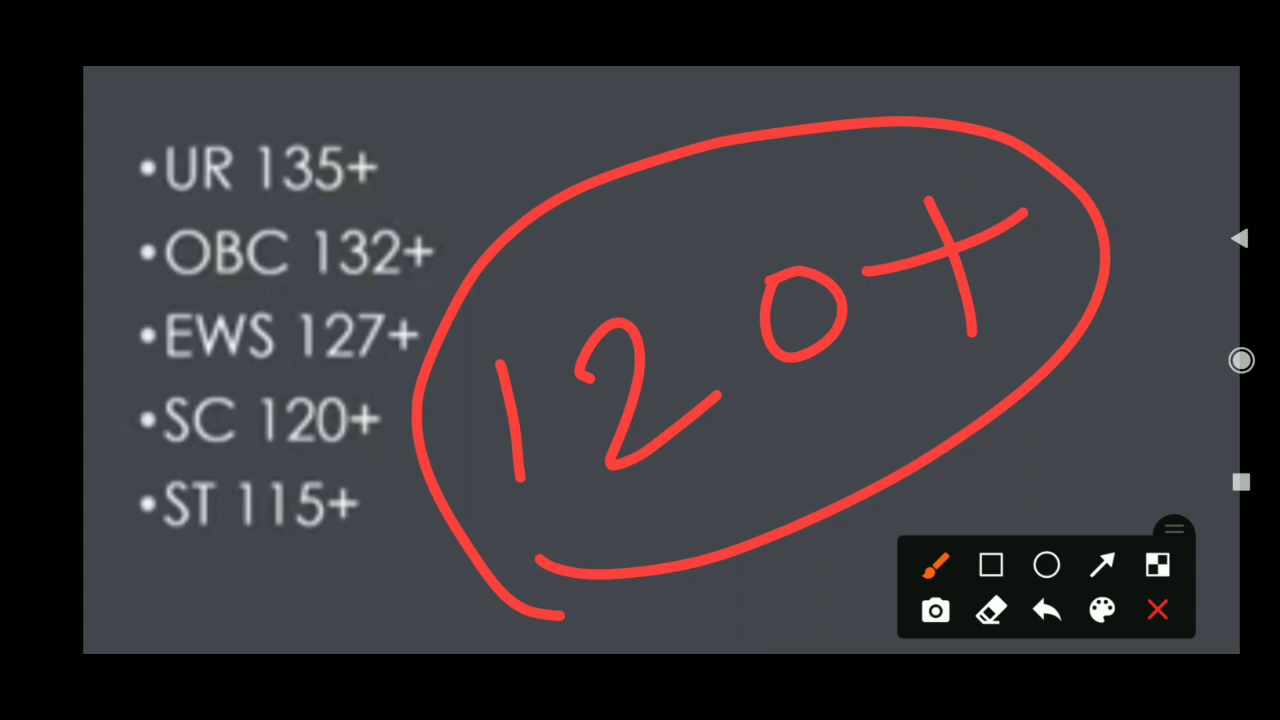 •UR 135+
•OBC 132+
•EWS 127+
•SC 120+
•ST 115+
120+